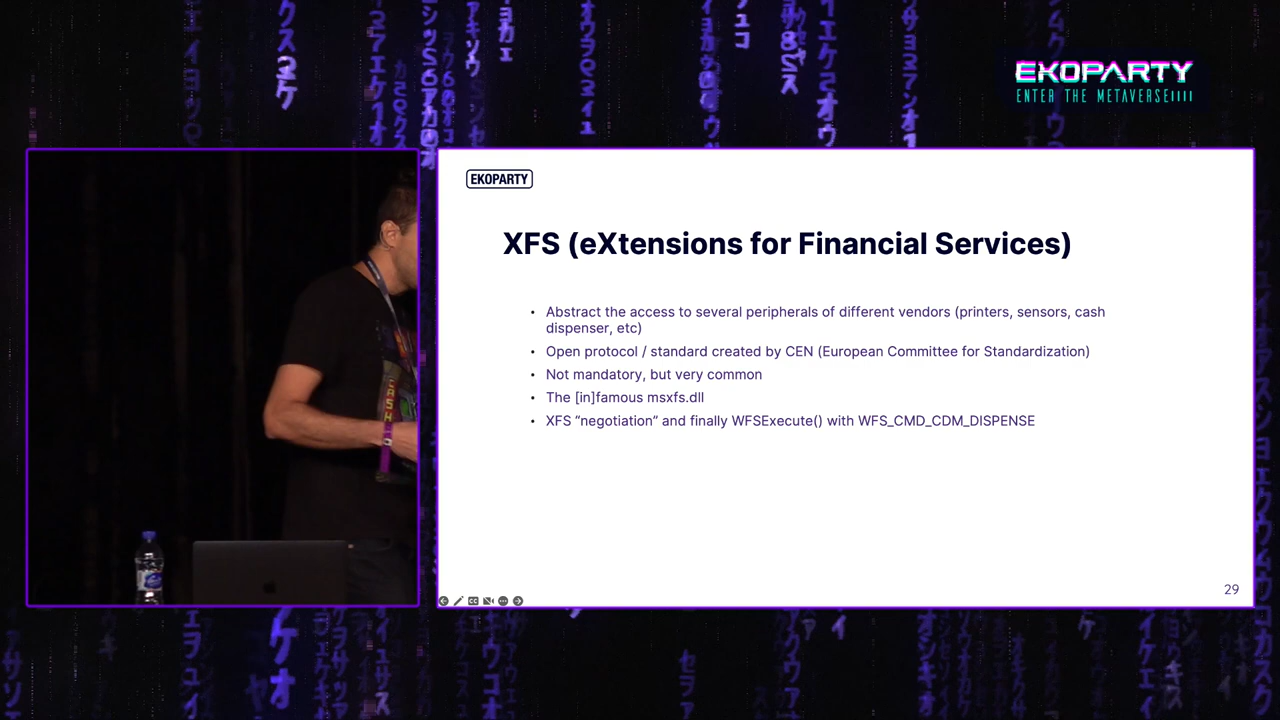 EKOPARTY
ENTER THE METAVERSE
EKOPARTY
XFS (eXtensions for Financial Services)
• Abstract the access to several peripherals of different vendors (printers, sensors, cash
dispenser, etc)
• Open protocol / standard created by CEN (European Committee for Standardization)
• Not mandatory, but very common
• The [in]famous msxfs.dll
• XFS “negotiation” and finally WFSExecute() with WFS_CMD_CDM_DISPENSE
29